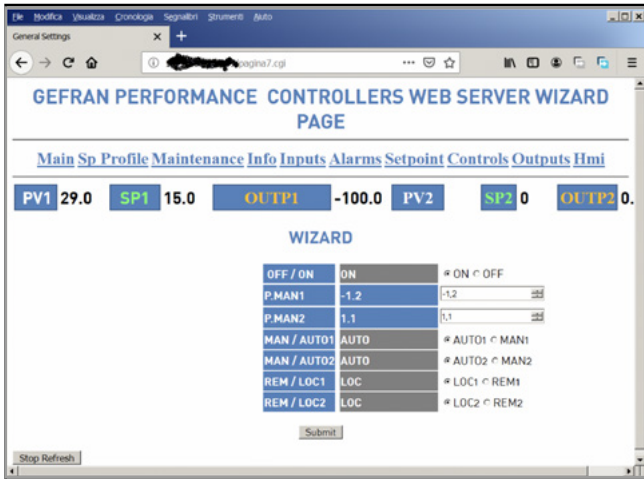 File Modifica Visualizza Cronologia Segnalibri Strumenti Aiuto
General Settings
pagina7.cgi
GEFRAN PERFORMANCE CONTROLLERS WEB SERVER WIZARD
PAGE
Main Sp Profile Maintenance Info Inputs Alarms Setpoint Controls Outputs Hmi
PV1 29.0 SP1 15.0 OUTP1 -100.0 PV2 SP2 0 OUTP2 0.
WIZARD
OFF / ON ON ON OFF
P.MAN1 -1.2 -1,2
P.MAN2 1.1 1,1
MAN / AUTO1 AUTO AUTO1 MAN1
MAN / AUTO2 AUTO AUTO2 MAN2
REM / LOC1 LOC LOC1 REM1
REM / LOC2 LOC LOC2 REM2
Submit
Stop Refresh